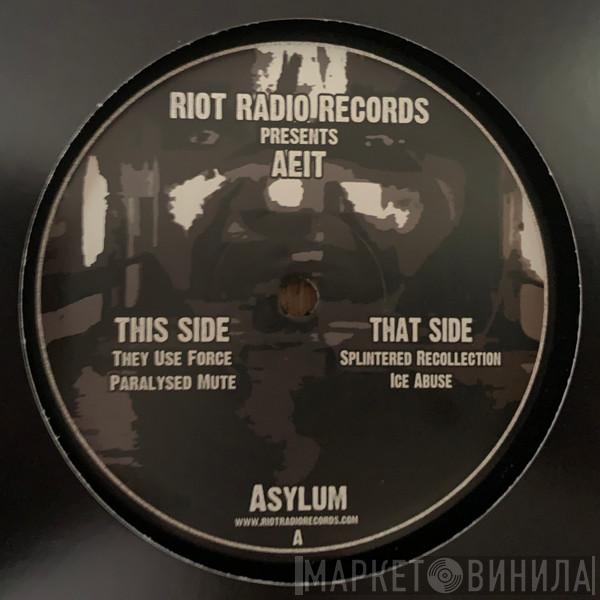 RIOT RADIO RECORDS
PRESENTS
AEIT
THIS SIDE
THEY USE FORCE
PARALYSED MUTE
THAT SIDE
SPLINTERED RECOLLECTION
ICE ABUSE
ASYLUM
WWW.RIOTRADIORECORDS.COM
A
МАРКЕТ ВИНИЛА